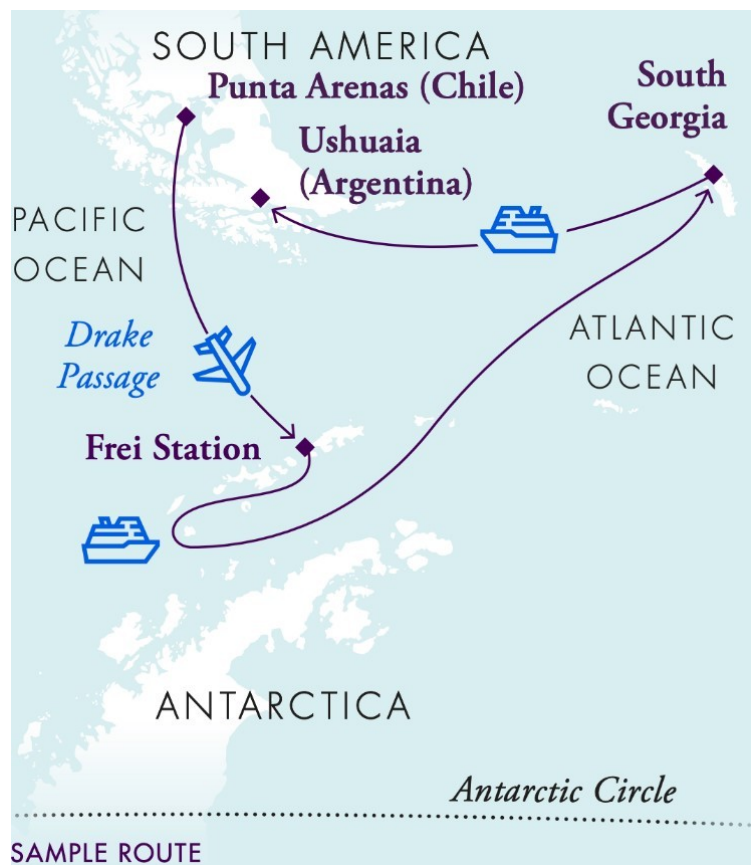 SOUTH AMERICA
Punta Arenas (Chile)
South
Georgia
Ushuaia
(Argentina)
PACIFIC
OCEAN
Drake
Passage
ATLANTIC
OCEAN
Frei Station
ANTARCTICA
Antarctic Circle
SAMPLE ROUTE